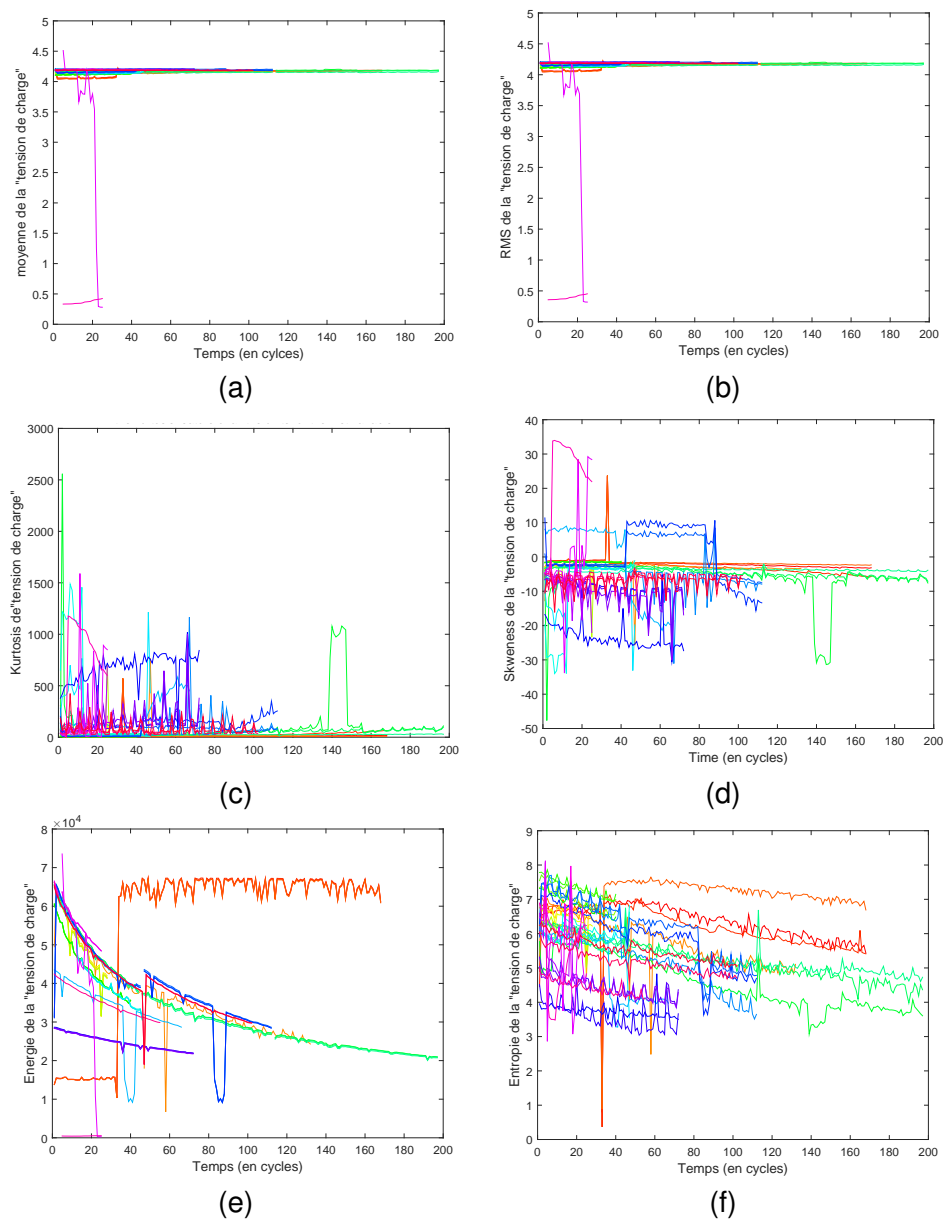 5
4.5
4
3.5
3
2.5
2
1.5
1
0.5
0
moyenne de la "tension de charge"
0 20 40 60 80 100 120 140 160 180 200
Temps (en cylces)
(a)
5
4.5
4
3.5
3
2.5
2
1.5
1
0.5
0
RMS de la "tension de charge"
0 20 40 60 80 100 120 140 160 180 200
Temps (en cycles)
(b)
3000
2500
2000
1500
1000
500
0
Kurtosis de"tension de charge"
0 20 40 60 80 100 120 140 160 180 200
(c)
40
30
20
10
0
-10
-20
-30
-40
-50
Skweness de la "tension de charge"
0 20 40 60 80 100 120 140 160 180 200
Time (en cycles)
(d)
×10⁴
8
7
6
5
4
3
2
1
0
Energie de "tension de charge"
0 20 40 60 80 100 120 140 160 180 200
Temps (en cycles)
(e)
9
8
7
6
5
4
3
2
1
0
Entropie de la "tension de charge"
0 20 40 60 80 100 120 140 160 180 200
Temps (en cycles)
(f)